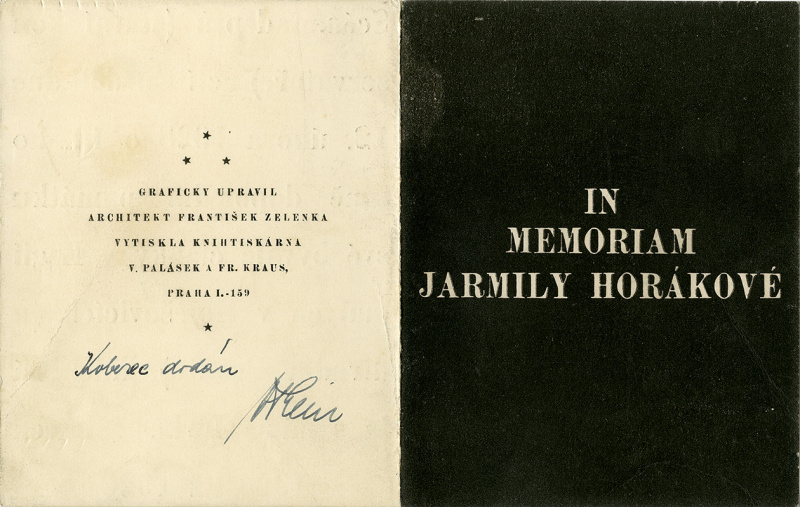 GRAFICKY UPRAVIL
ARCHITEKT FRANTIŠEK ZELENKA
VYTISKLA KNIHTISKÁRNA
V. PALÁSEK A FR. KRAUS,
PRAHA I.-159
Koberec dodán
IN
MEMORIAM
JARMILY HORÁKOVÉ